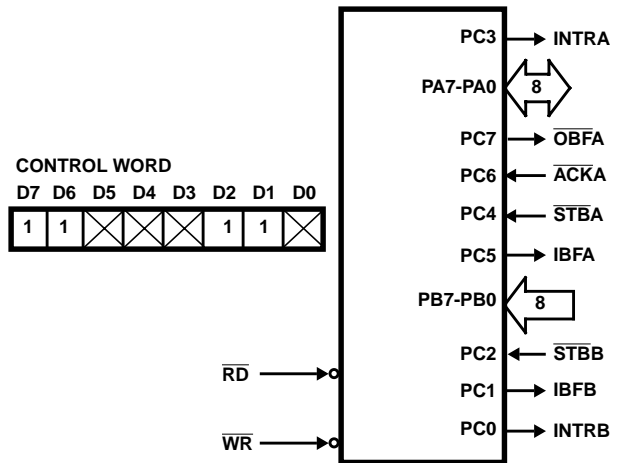 PC3 INTRA
PA7-PA0 8
PC7 OBFA
CONTROL WORD
PC6 ACKA
D7 D6 D5 D4 D3 D2 D1 D0
PC4 STBA
1 1 1 1
PC5 IBFA
PB7-PB0 8
PC2 STBB
RD
PC1 IBFB
PC0 INTRB
WR